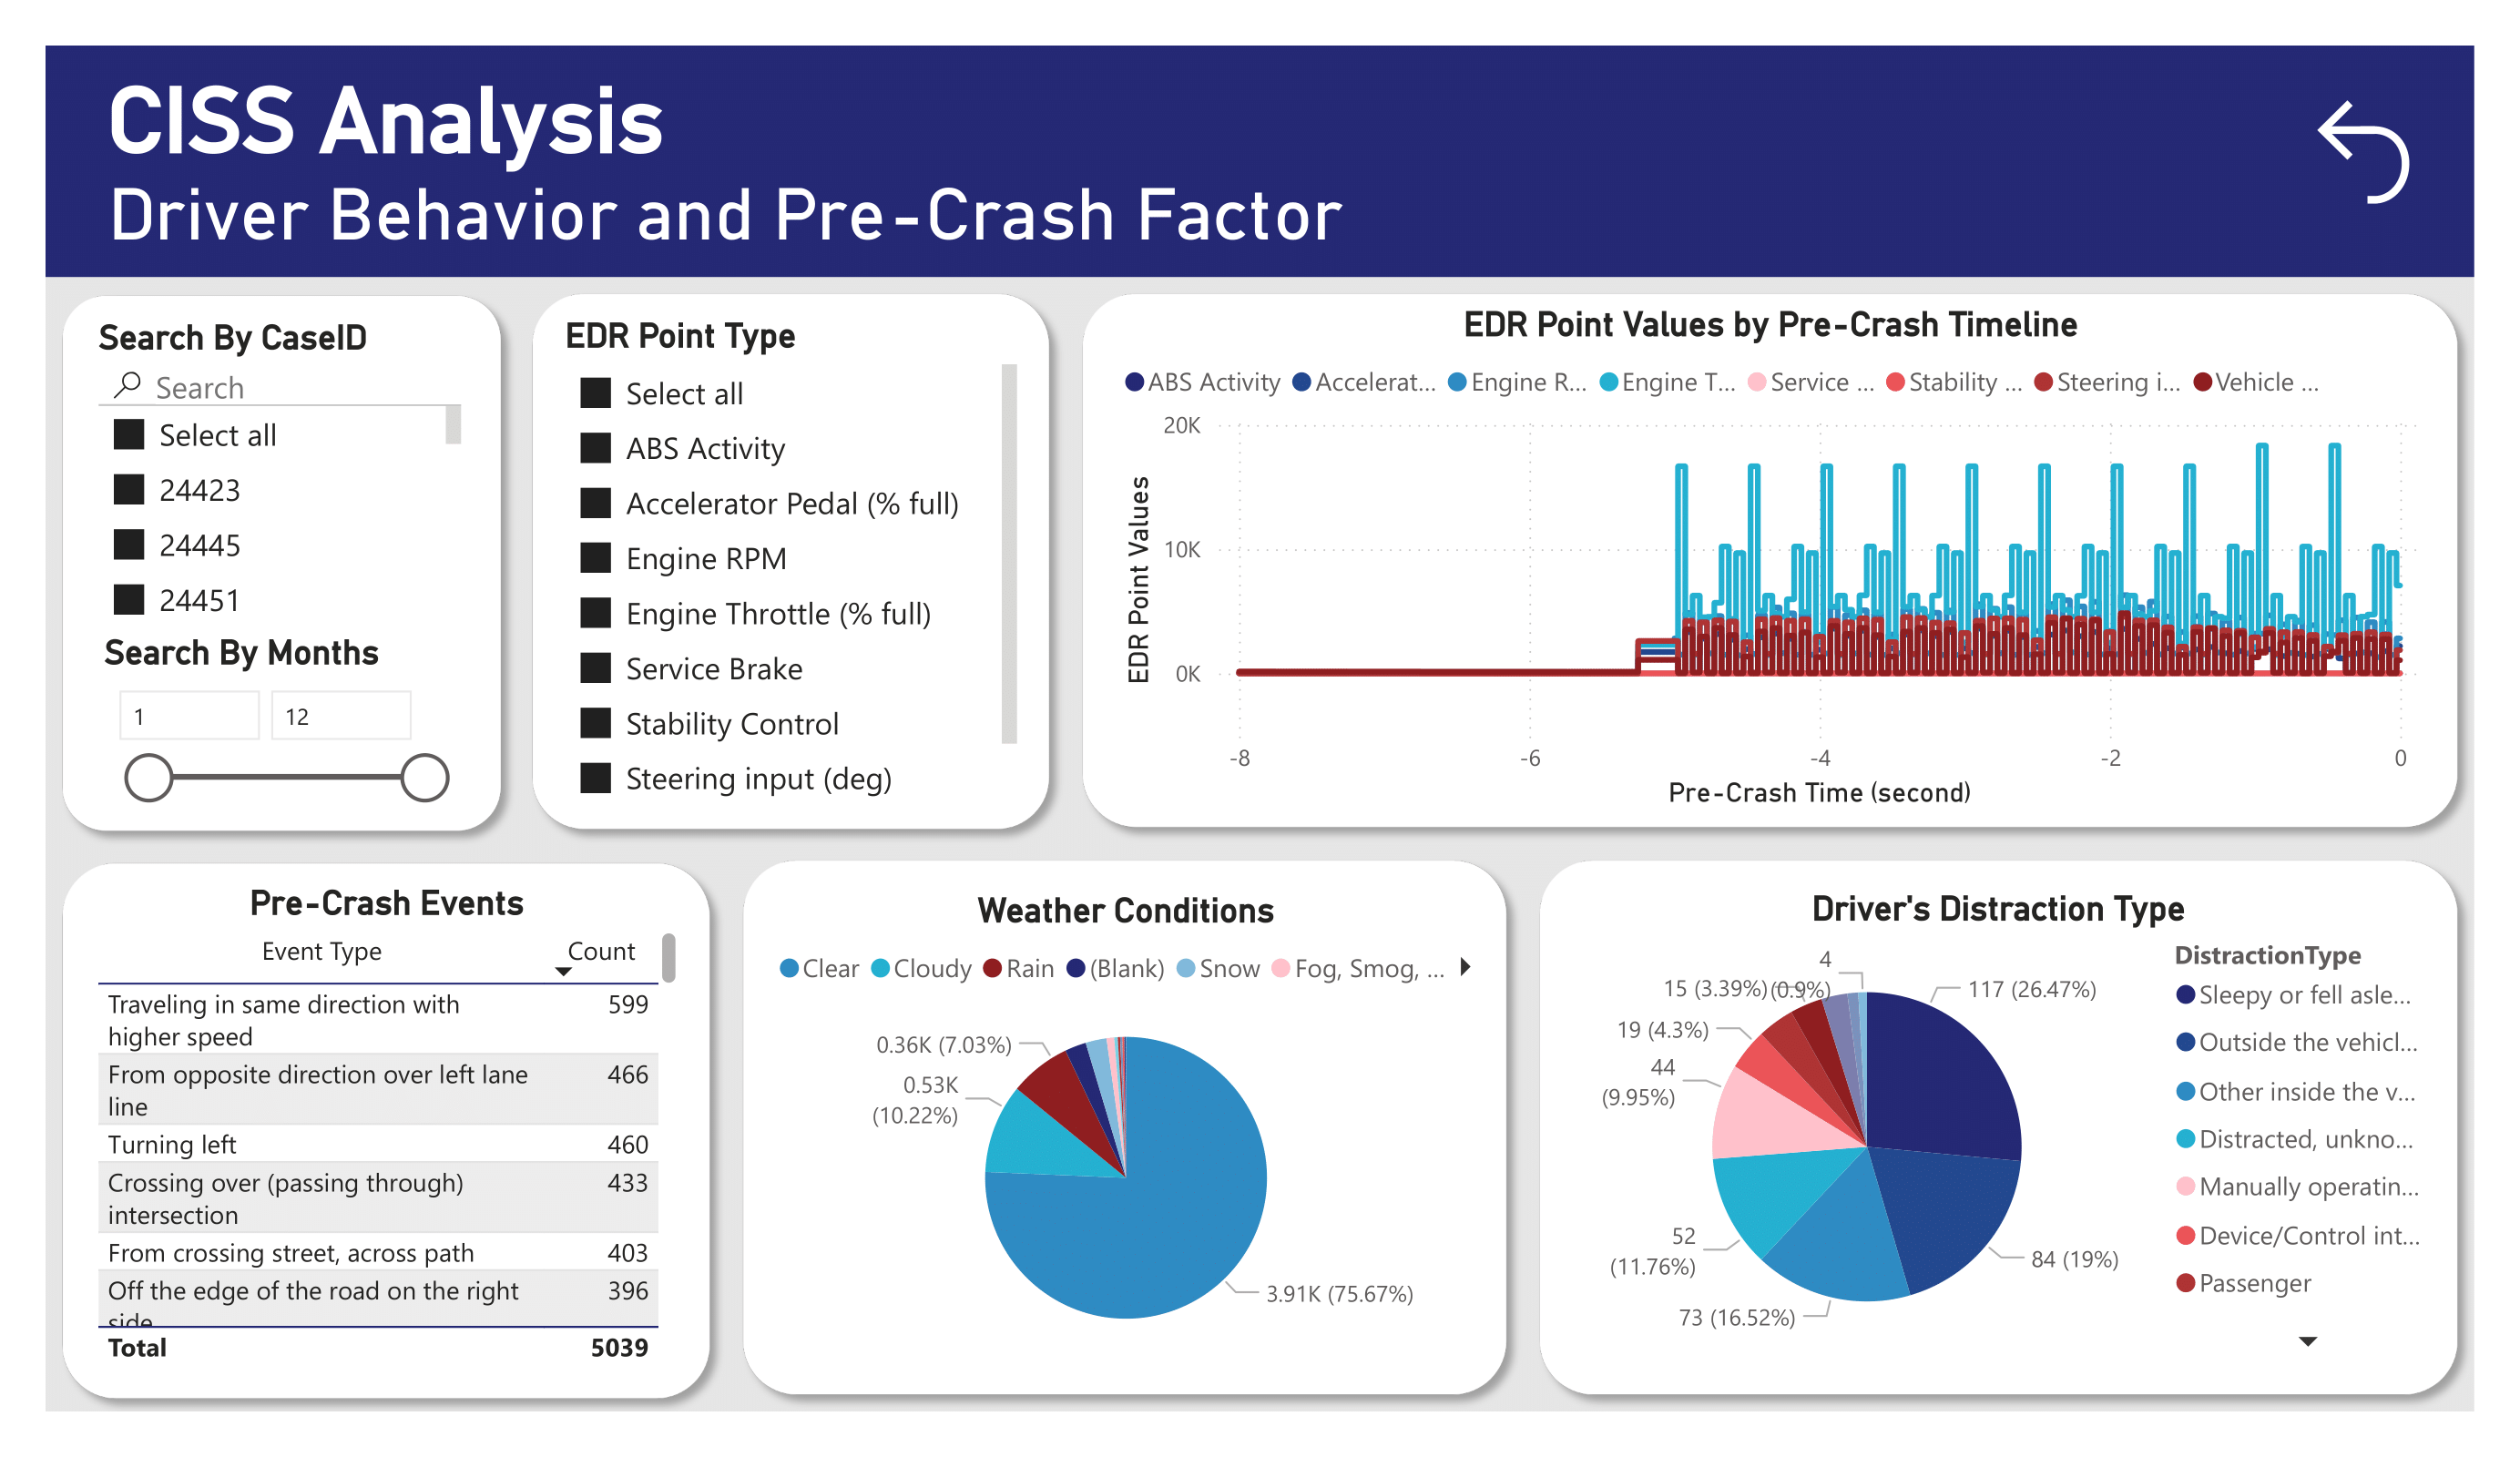 CISS Analysis
Driver Behavior and Pre-Crash Factor
Search By CaseID
Search
Select all
24423
24445
24451
Search By Months
1
12
EDR Point Type
Select all
ABS Activity
Accelerator Pedal (% full)
Engine RPM
Engine Throttle (% full)
Service Brake
Stability Control
Steering input (deg)
EDR Point Values by Pre-Crash Timeline
ABS Activity
Accelerat...
Engine R...
Engine T...
Service ...
Stability ...
Steering i...
Vehicle ...
EDR Point Values
20K
10K
0K
-8
-6
-4
-2
0
Pre-Crash Time (second)
Pre-Crash Events
Event Type
Count
Traveling in same direction with
higher speed
599
From opposite direction over left lane
line
466
Turning left
460
Crossing over (passing through)
intersection
433
From crossing street, across path
403
Off the edge of the road on the right
side
396
Total
5039
Weather Conditions
Clear
Cloudy
Rain
(Blank)
Snow
Fog, Smog, ...
0.36K (7.03%)
0.53K
(10.22%)
3.91K (75.67%)
Driver's Distraction Type
4
(0.9%)
15 (3.39%)
19 (4.3%)
44
(9.95%)
52
(11.76%)
73 (16.52%)
84 (19%)
117 (26.47%)
DistractionType
Sleepy or fell asle...
Outside the vehicl...
Other inside the v...
Distracted, unkno...
Manually operatin...
Device/Control int...
Passenger